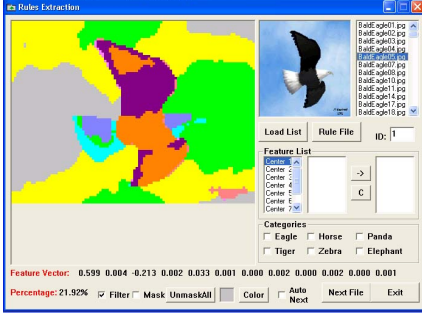 Rules Extraction
BaldEagle01.jpg
BaldEagle02.jpg
BaldEagle03.jpg
BaldEagle04.jpg
BaldEagle05.jpg
BaldEagle07.jpg
BaldEagle06.jpg
BaldEagle10.jpg
BaldEagle11.jpg
BaldEagle14.jpg
BaldEagle17.jpg
BaldEagle18.jpg
Load List Rule File ID: 1
Feature List
Center 1
Center 2
Center 3
Center 4
Center 5
Center 6
Center 7
->
C
Categories
Eagle Horse Panda
Tiger Zebra Elephant
Feature Vector: 0.599 0.004 -0.213 0.002 0.033 0.001 0.000 0.002 0.000 0.002 0.000 0.001
Percentage: 21.92% Filter Mask UnmaskAll Color Auto Next Next File Exit